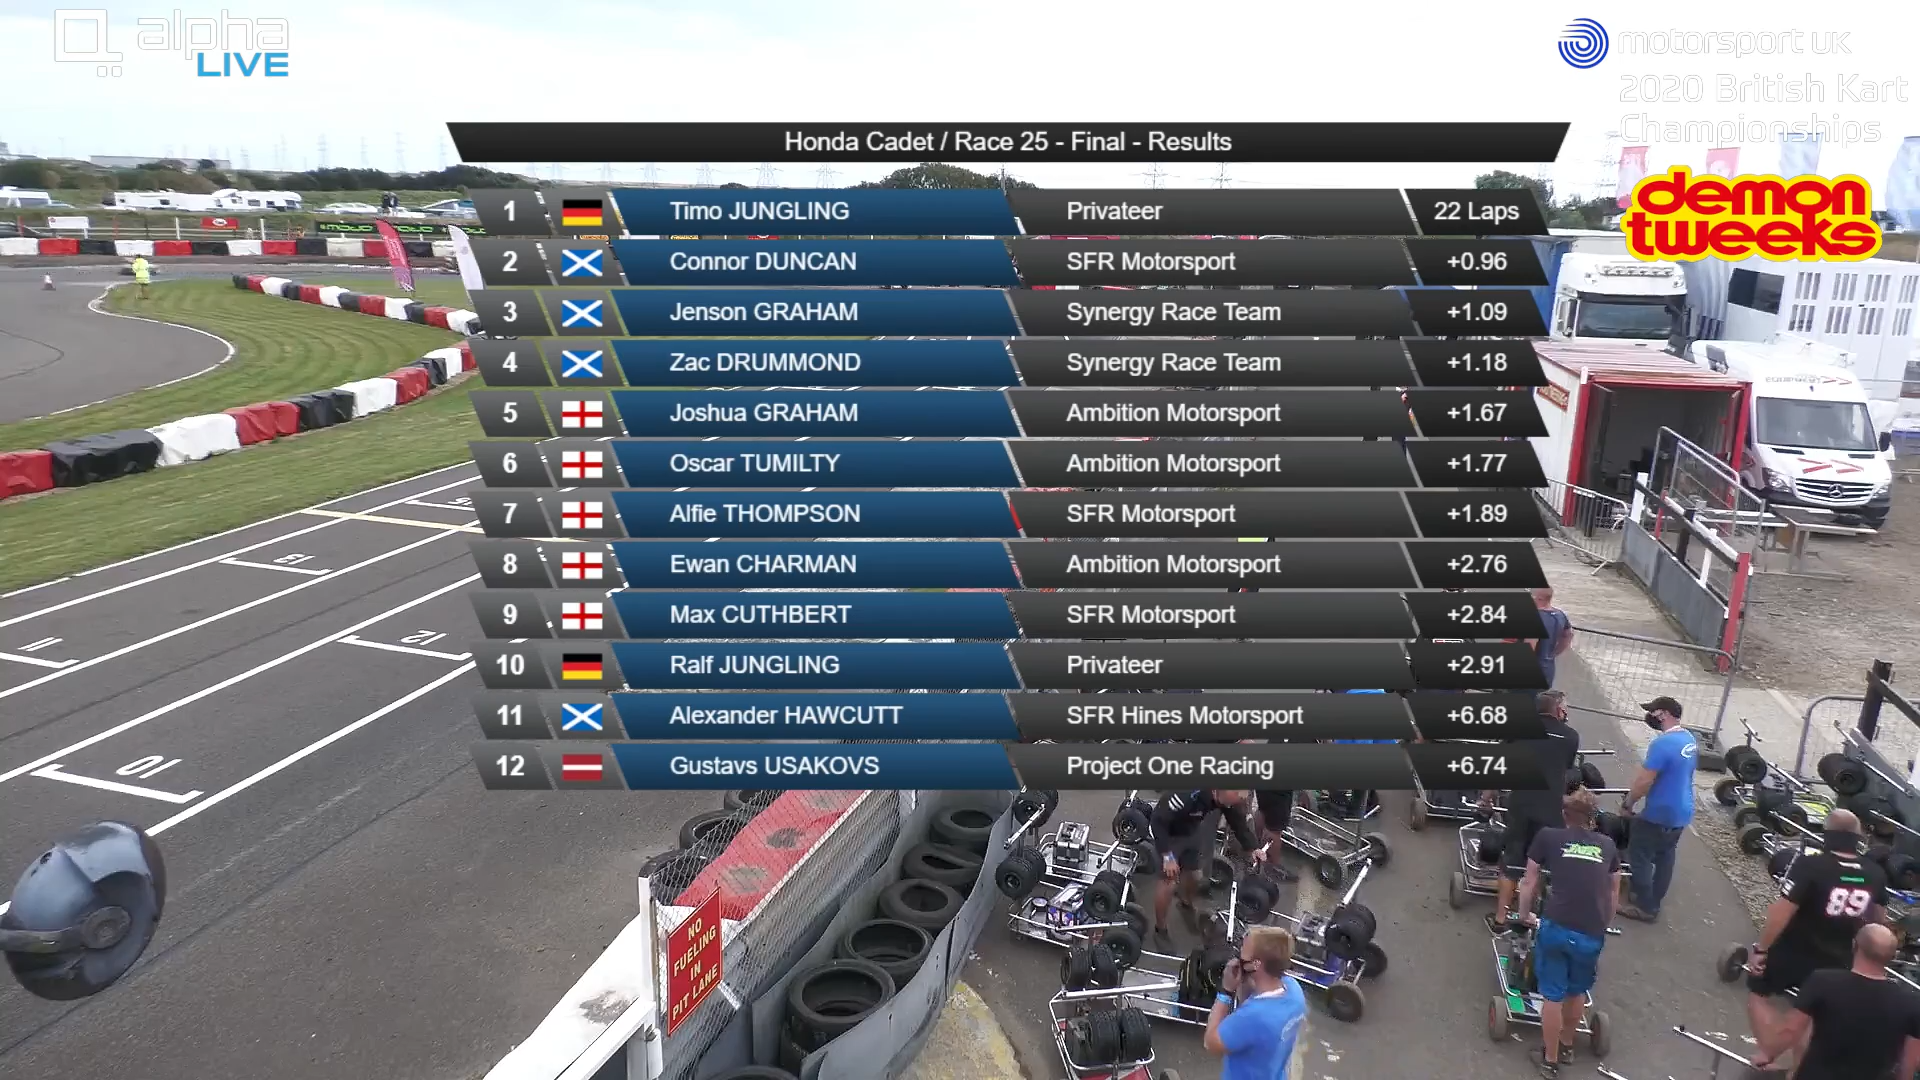 alpha
LIVE
motorsport UK
2020 British Kart
Championships
demon
tweeks
Honda Cadet / Race 25 - Final - Results
1 Timo JUNGLING Privateer 22 Laps
2 Connor DUNCAN SFR Motorsport +0.96
3 Jenson GRAHAM Synergy Race Team +1.09
4 Zac DRUMMOND Synergy Race Team +1.18
5 Joshua GRAHAM Ambition Motorsport +1.67
6 Oscar TUMILTY Ambition Motorsport +1.77
7 Alfie THOMPSON SFR Motorsport +1.89
8 Ewan CHARMAN Ambition Motorsport +2.76
9 Max CUTHBERT SFR Motorsport +2.84
10 Ralf JUNGLING Privateer +2.91
11 Alexander HAWCUTT SFR Hines Motorsport +6.68
12 Gustavs USAKOVS Project One Racing +6.74
13
11
12
10
NO
FUELING
IN
PIT LANE
89